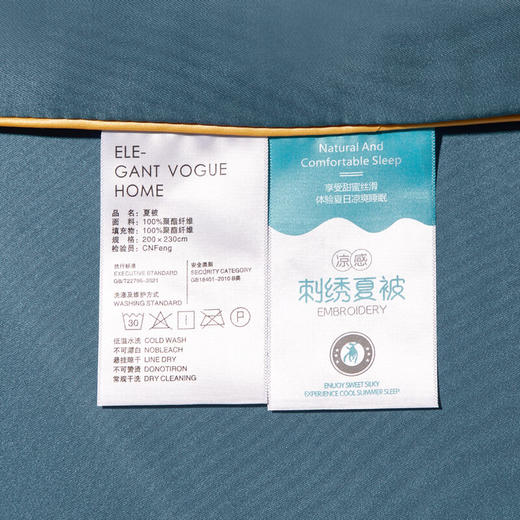 ELE-
GANT VOGUE
HOME
品 名：夏被
面 料：100%聚酯纤维
填充物：100%聚酯纤维
规 格：200×230cm
检验员：CNFeng
执行标准
EXECUTIVE STANDARD
安全类别
SECURITY CATEGORY
GB18401-2010 B类
洗涤及维护方式
WASHING STANDARD
30
P
低温水洗 COLD WASH
不可漂白 NOBLEACH
悬挂晾干 LINE DRY
不可熨烫 DONOTIRON
常规干洗 DRY CLEANING
Natural And
Comfortable Sleep
享受甜蜜丝滑
体验夏日凉爽睡眠
凉感
刺绣夏被
EMBROIDERY
ENJOY SWEET SILKY
EXPERIENCE COOL SUMMER SLEEP